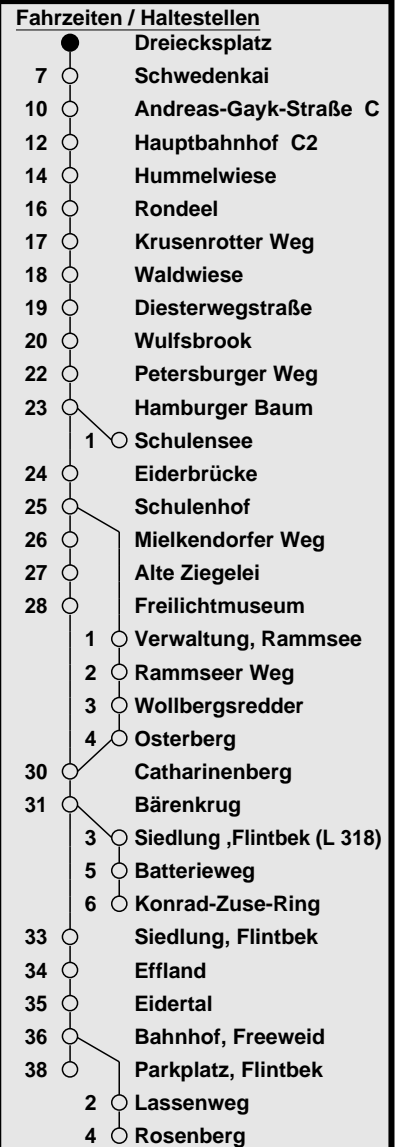 Fahrzeiten / Haltestellen
Dreiecksplatz
7 Schwedenkai
10 Andreas-Gayk-Straße C
12 Hauptbahnhof C2
14 Hummelwiese
16 Rondeel
17 Krusenrotter Weg
18 Waldwiese
19 Diesterwegstraße
20 Wulfsbrook
22 Petersburger Weg
23 Hamburger Baum
1 Schulensee
24 Eiderbrücke
25 Schulenhof
26 Mielkendorfer Weg
27 Alte Ziegelei
28 Freilichtmuseum
1 Verwaltung, Rammsee
2 Rammseer Weg
3 Wollbergsredder
4 Osterberg
30 Catharinenberg
31 Bärenkrug
3 Siedlung ,Flintbek (L 318)
5 Batterieweg
6 Konrad-Zuse-Ring
33 Siedlung, Flintbek
34 Effland
35 Eidertal
36 Bahnhof, Freeweid
38 Parkplatz, Flintbek
2 Lassenweg
4 Rosenberg